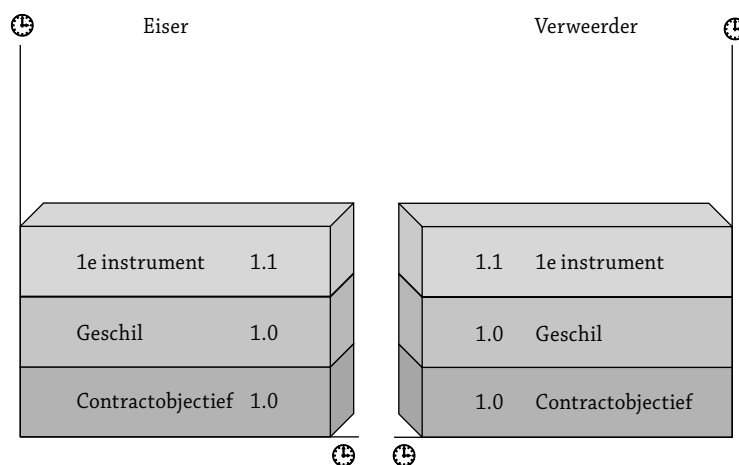 Eiser Verweerder
1e instrument 1.1 1.1 1e instrument
Geschil 1.0 1.0 Geschil
Contractobjectief 1.0 1.0 Contractobjectief